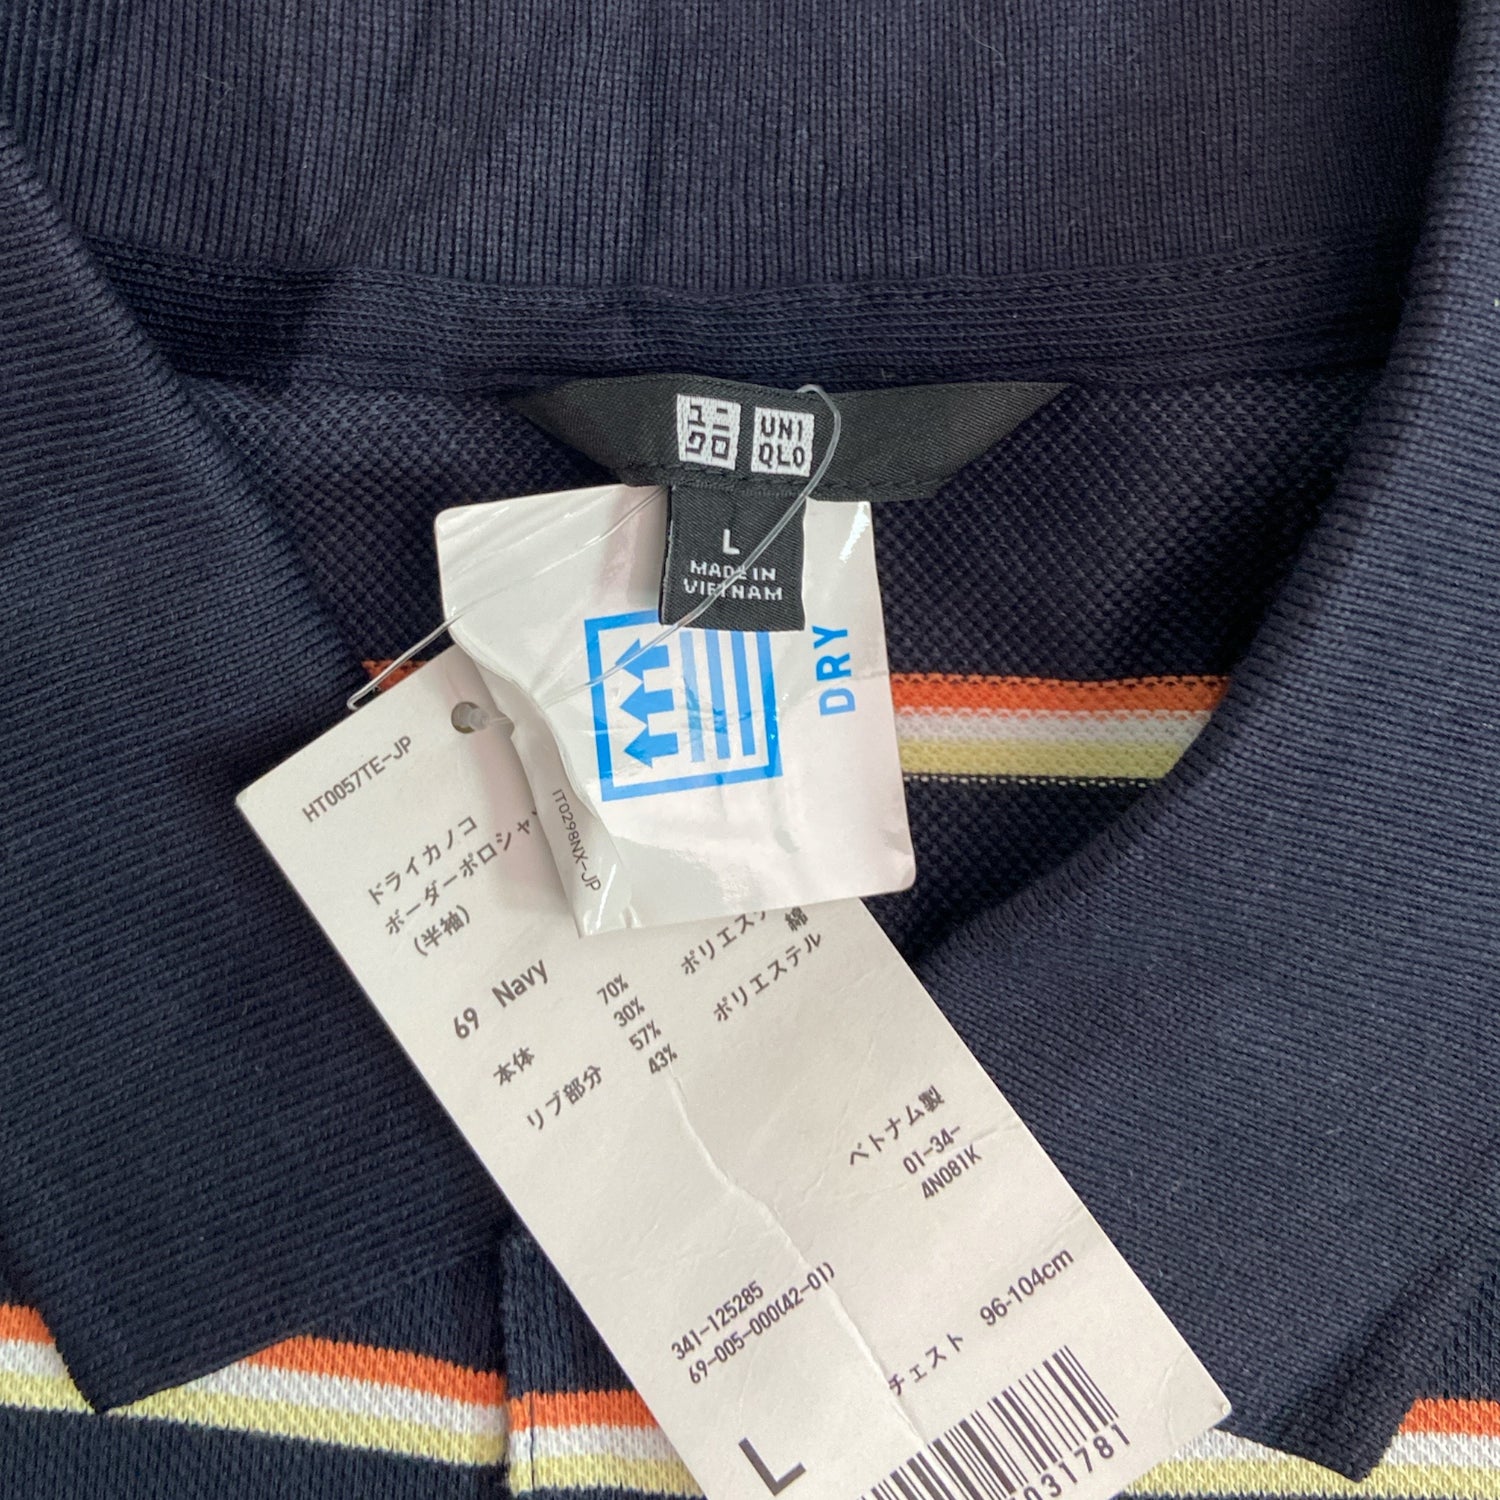 ユニ
クロ
UNI
QLO
L
MADE IN
VIETNAM
DRY
IT0298NX-JP
HT0057TE-JP
ドライカノコ
ボーダーポロシャ
(半袖)
69 Navy
本体 70% ポリエステ
30% 綿
リブ部分 57%
43% ポリエステル
ベトナム製
01-34-
4N081K
341-125285
69-005-000(42-01)
チェスト 96-104cm
L
031781